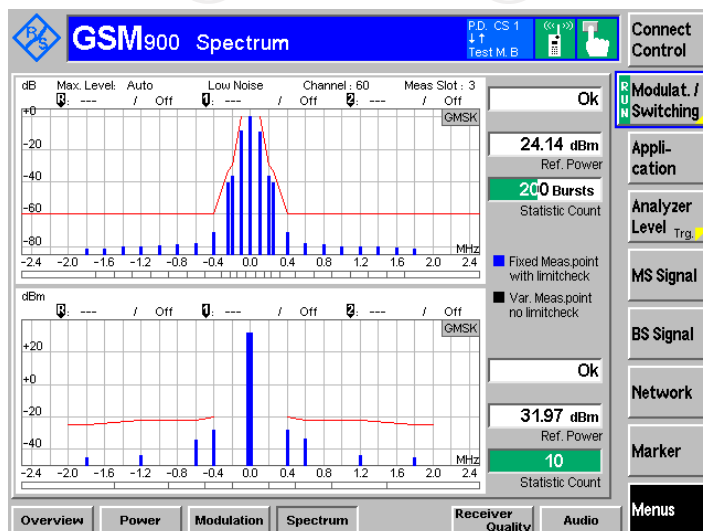 R&S
GSM900 Spectrum
P.D. CS 1
Test M. B
Connect Control
dB Max. Level: Auto Low Noise Channel : 60 Meas Slot : 3
R: --- / Off 1: --- / Off 2: --- / Off
GMSK
+0
-20
-40
-60
-80
MHz
-2.4 -2.0 -1.6 -1.2 -0.8 -0.4 0.0 0.4 0.8 1.2 1.6 2.0 2.4
Ok
24.14 dBm
Ref. Power
200 Bursts
Statistic Count
Fixed Meas.point
with limitcheck
Var. Meas.point
no limitcheck
dBm
R: --- / Off 1: --- / Off 2: --- / Off
GMSK
+20
+0
-20
-40
MHz
-2.4 -2.0 -1.6 -1.2 -0.8 -0.4 0.0 0.4 0.8 1.2 1.6 2.0 2.4
Ok
31.97 dBm
Ref. Power
10
Statistic Count
RUN
Modulat. /
Switching
Appli-
cation
Analyzer
Level Trg.
MS Signal
BS Signal
Network
Marker
Menus
Overview Power Modulation Spectrum Receiver Quality Audio